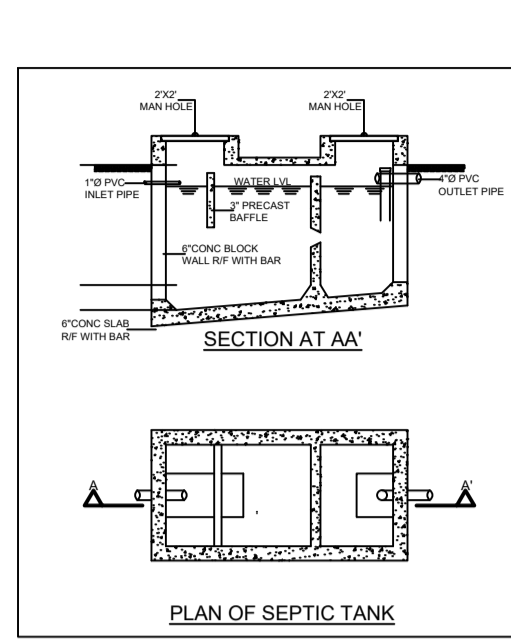 2'X2'
MAN HOLE
2'X2'
MAN HOLE
1"Ø PVC
INLET PIPE
WATER LVL
4"Ø PVC
OUTLET PIPE
3" PRECAST
BAFFLE
6"CONC BLOCK
WALL R/F WITH BAR
6"CONC SLAB
R/F WITH BAR
SECTION AT AA'
A
A'
PLAN OF SEPTIC TANK